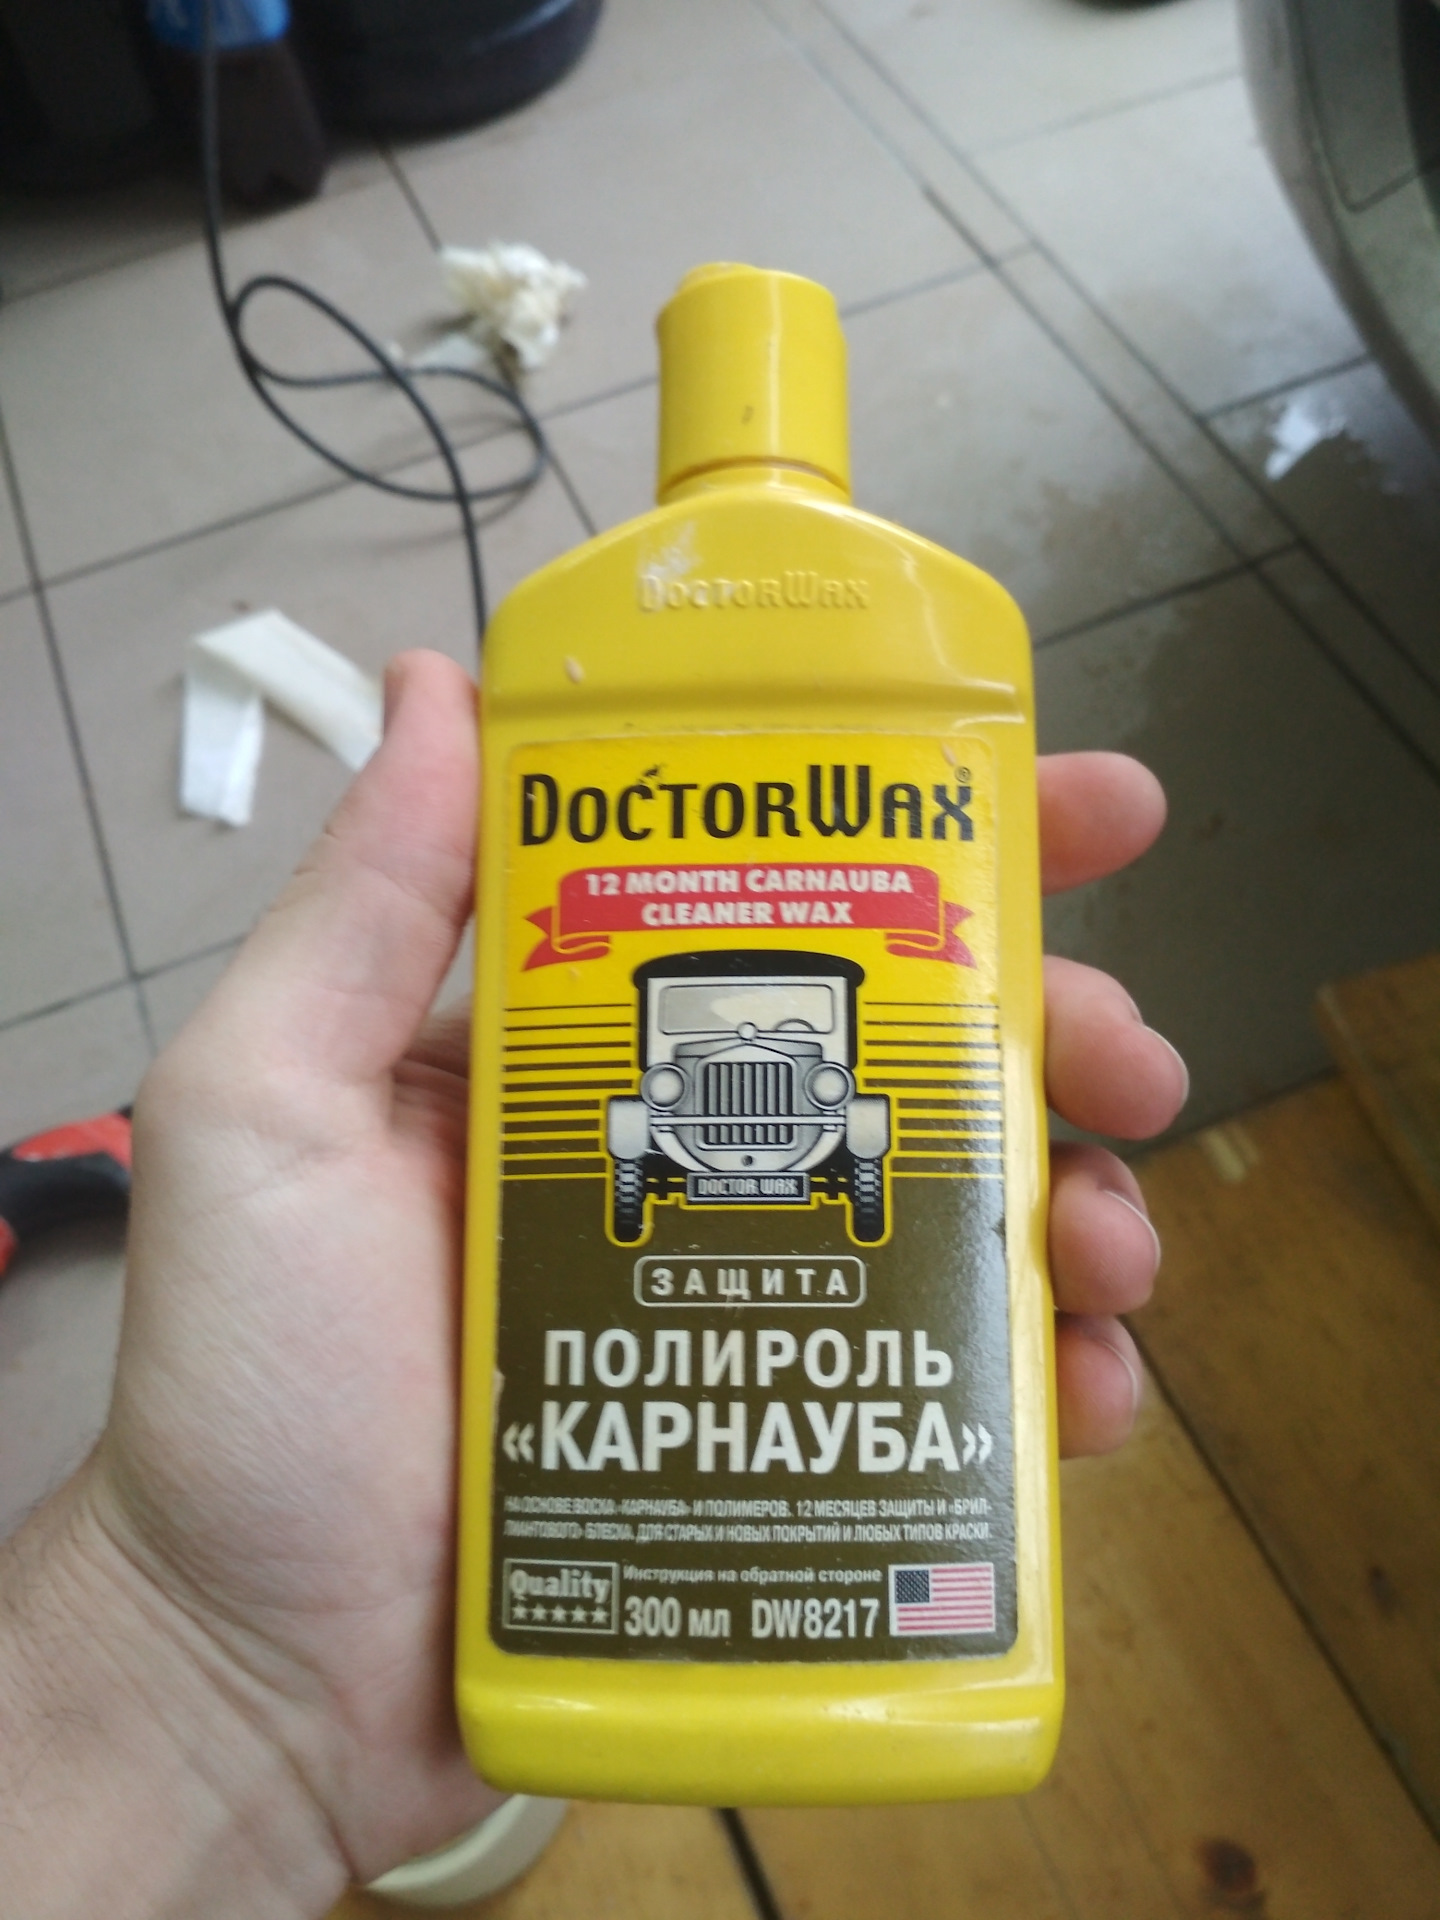 DOCTORWAX
DOCTORWAX®
12 MONTH CARNAUBA
CLEANER WAX
DOCTOR WAX
ЗАЩИТА
ПОЛИРОЛЬ
«КАРНАУБА»
НА ОСНОВЕ ВОСКА «КАРНАУБА» И ПОЛИМЕРОВ. 12 МЕСЯЦЕВ ЗАЩИТЫ И «БРИЛ-
ЛИАНТОВОГО» БЛЕСКА. ДЛЯ СТАРЫХ И НОВЫХ ПОКРЫТИЙ И ЛЮБЫХ ТИПОВ КРАСКИ.
Quality
Инструкция на обратной стороне
300 мл DW8217